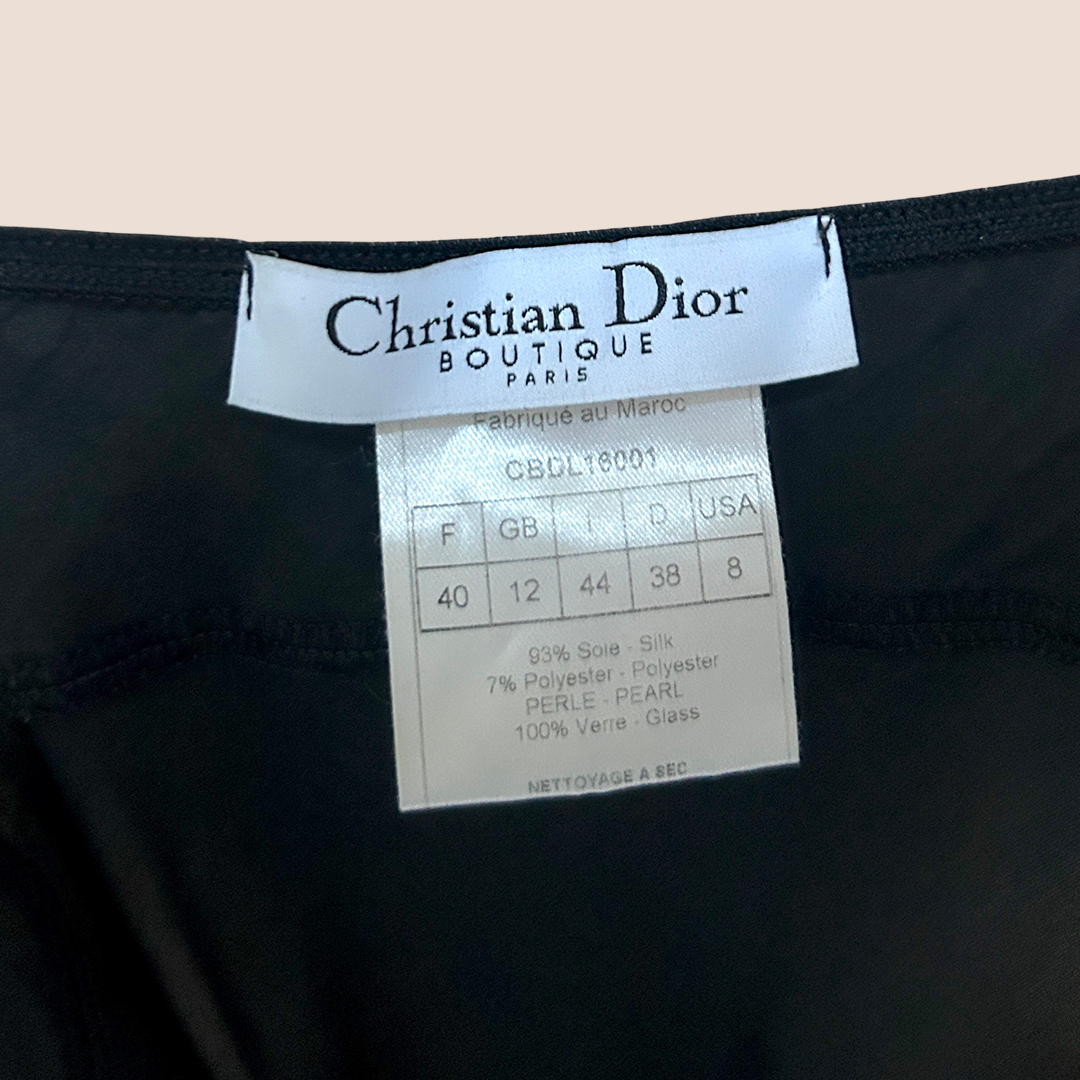 Christian Dior
BOUTIQUE
PARIS
Fabriqué au Maroc
CBCL16001
F GB I D USA
40 12 44 38 8
93% Soie - Silk
7% Polyester - Polyester
PERLE - PEARL
100% Verre - Glass
NETTOYAGE A SEC